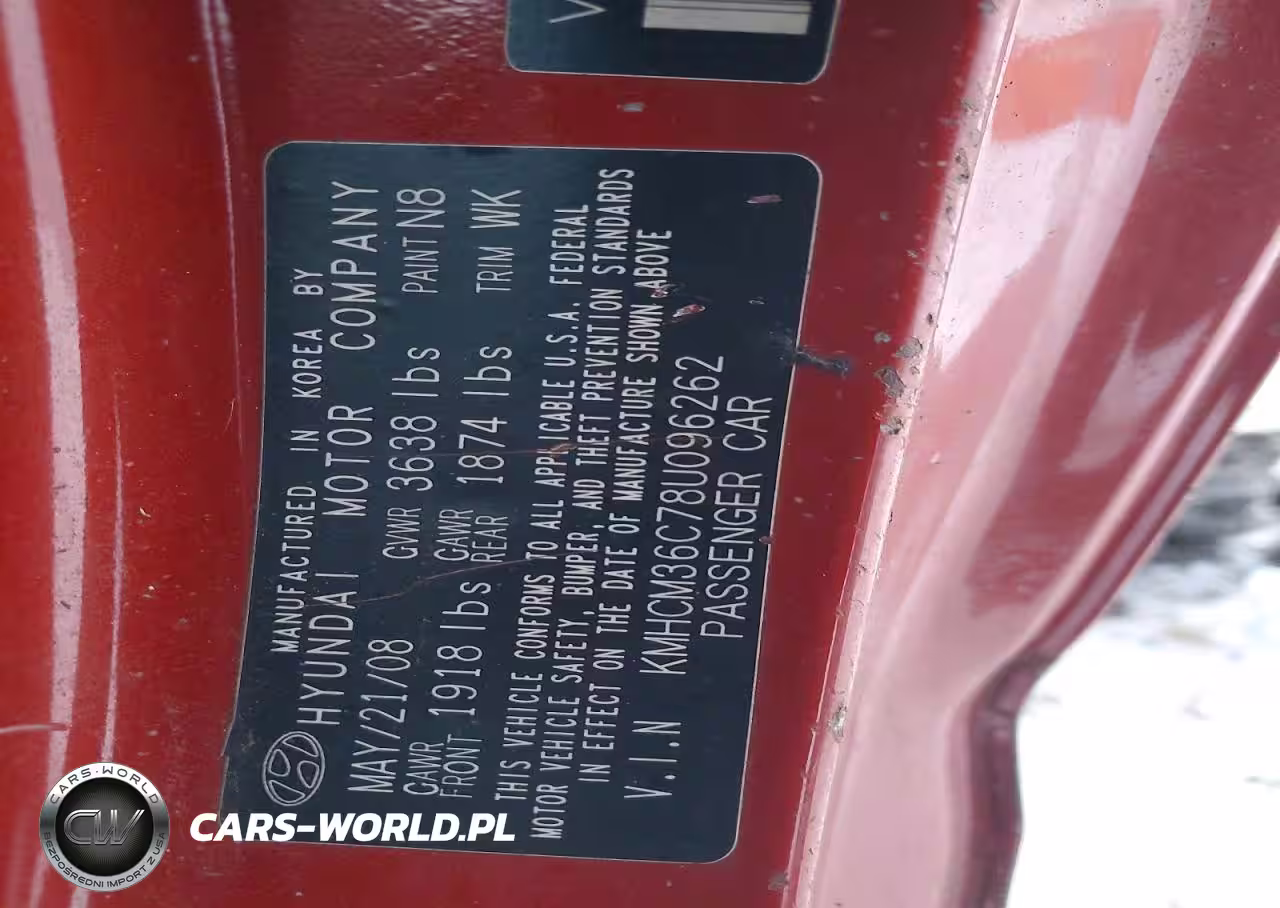 V
MANUFACTURED IN KOREA BY
HYUNDAI MOTOR COMPANY
MAY/21/08 GVWR 3638 lbs PAINT N8
GAWR FRONT 1918 lbs GAWR REAR 1874 lbs TRIM WK
THIS VEHICLE CONFORMS TO ALL APPLICABLE U.S.A. FEDERAL
MOTOR VEHICLE SAFETY, BUMPER, AND THEFT PREVENTION STANDARDS
IN EFFECT ON THE DATE OF MANUFACTURE SHOWN ABOVE
V.I.N KMHCM36C78U096262
PASSENGER CAR
CARS-WORLD
CW
BEZPOŚREDNI IMPORT Z USA
CARS-WORLD.PL